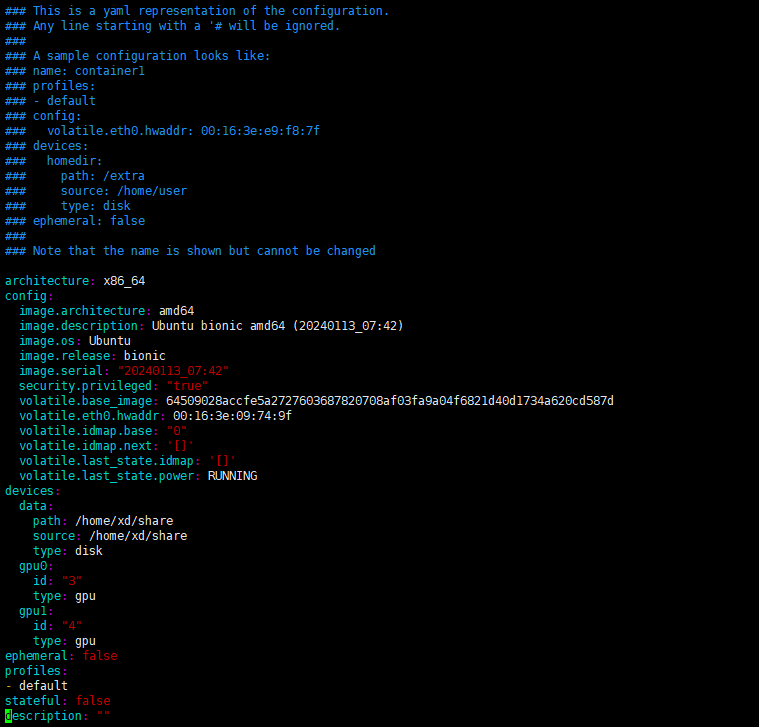 ### This is a yaml representation of the configuration.
### Any line starting with a '# will be ignored.
###
### A sample configuration looks like:
### name: container1
### profiles:
### - default
### config:
###   volatile.eth0.hwaddr: 00:16:3e:e9:f8:7f
### devices:
###   homedir:
###     path: /extra
###     source: /home/user
###     type: disk
### ephemeral: false
###
### Note that the name is shown but cannot be changed

architecture: x86_64
config:
  image.architecture: amd64
  image.description: Ubuntu bionic amd64 (20240113_07:42)
  image.os: Ubuntu
  image.release: bionic
  image.serial: "20240113_07:42"
  security.privileged: "true"
  volatile.base_image: 64509028accfe5a2727603687820708af03fa9a04f6821d40d1734a620cd587d
  volatile.eth0.hwaddr: 00:16:3e:09:74:9f
  volatile.idmap.base: "0"
  volatile.idmap.next: '[]'
  volatile.last_state.idmap: '[]'
  volatile.last_state.power: RUNNING
devices:
  data:
    path: /home/xd/share
    source: /home/xd/share
    type: disk
  gpu0:
    id: "3"
    type: gpu
  gpu1:
    id: "4"
    type: gpu
ephemeral: false
profiles:
- default
stateful: false
description: ""